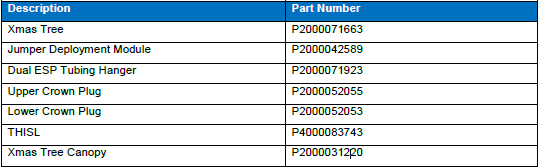 Description Part Number
Xmas Tree P2000071663
Jumper Deployment Module P2000042589
Dual ESP Tubing Hanger P2000071923
Upper Crown Plug P2000052055
Lower Crown Plug P2000052053
THISL P4000083743
Xmas Tree Canopy P2000031220